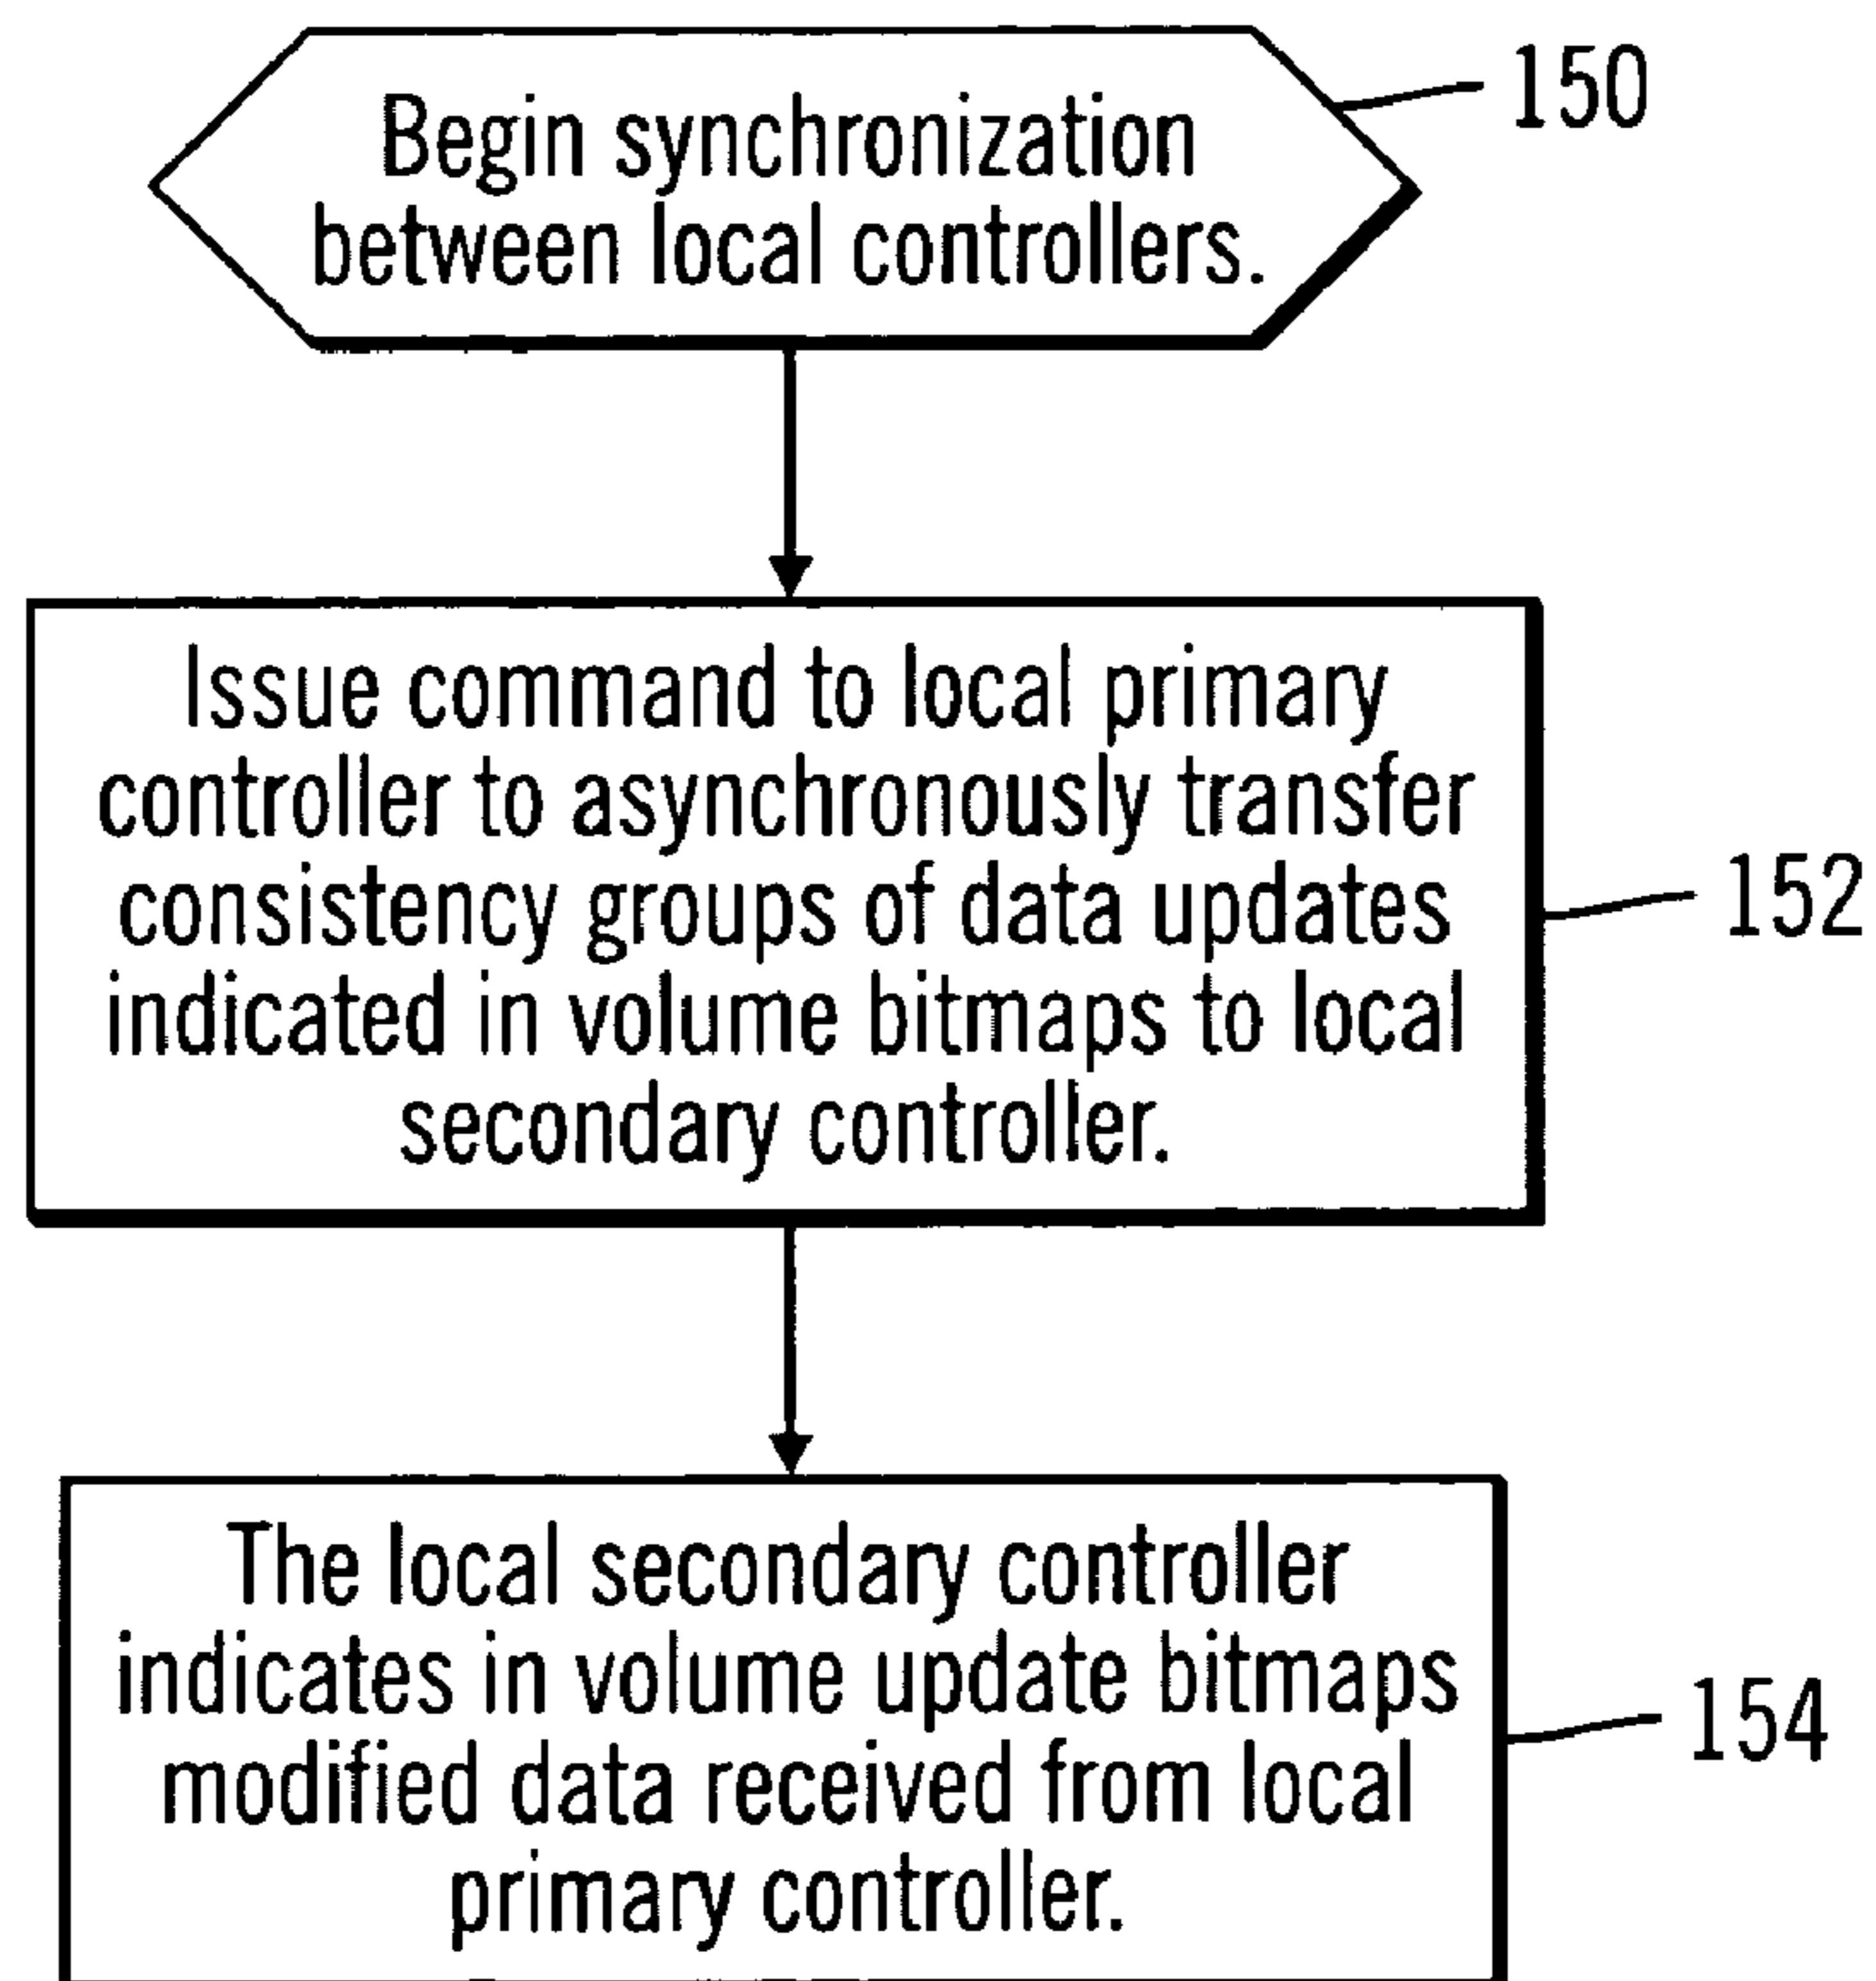 Begin synchronization
between local controllers.
150
Issue command to local primary
controller to asynchronously transfer
consistency groups of data updates
indicated in volume bitmaps to local
secondary controller.
152
The local secondary controller
indicates in volume update bitmaps
modified data received from local
primary controller.
154